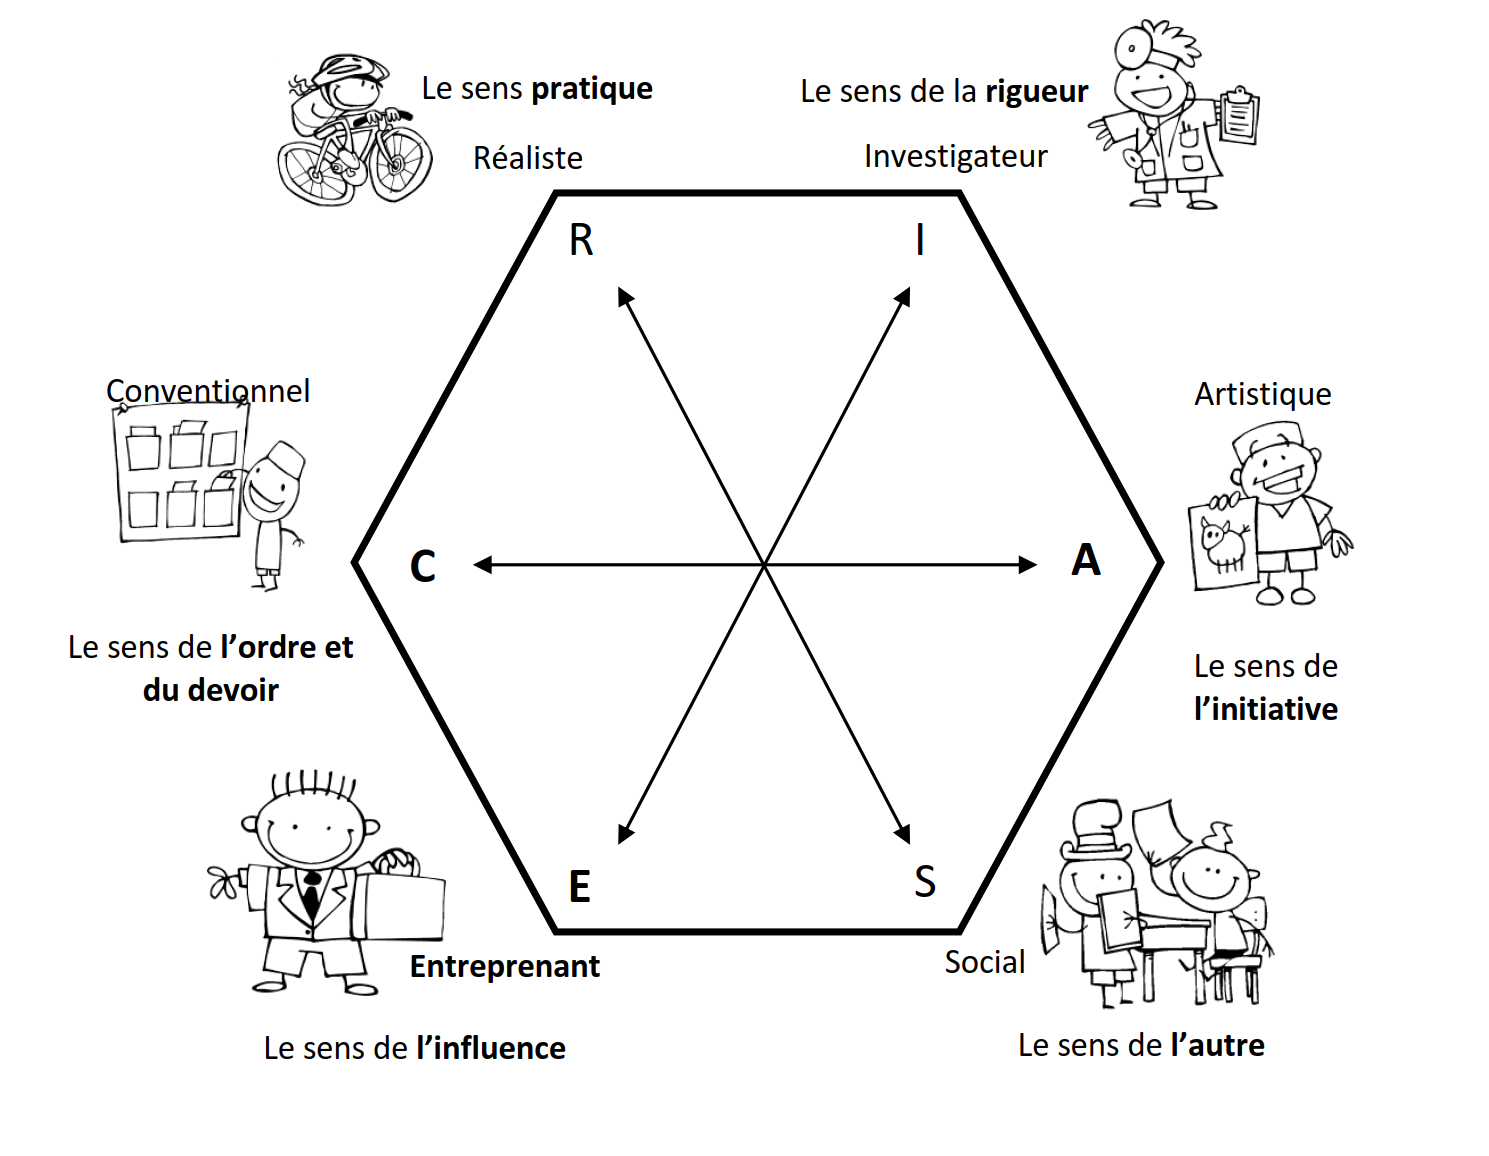 Le sens pratique
Réaliste
Le sens de la rigueur
Investigateur
R
I
Conventionnel
Artistique
C
A
Le sens de l’ordre et
du devoir
Le sens de
l’initiative
E
S
Entreprenant
Social
Le sens de l’influence
Le sens de l’autre